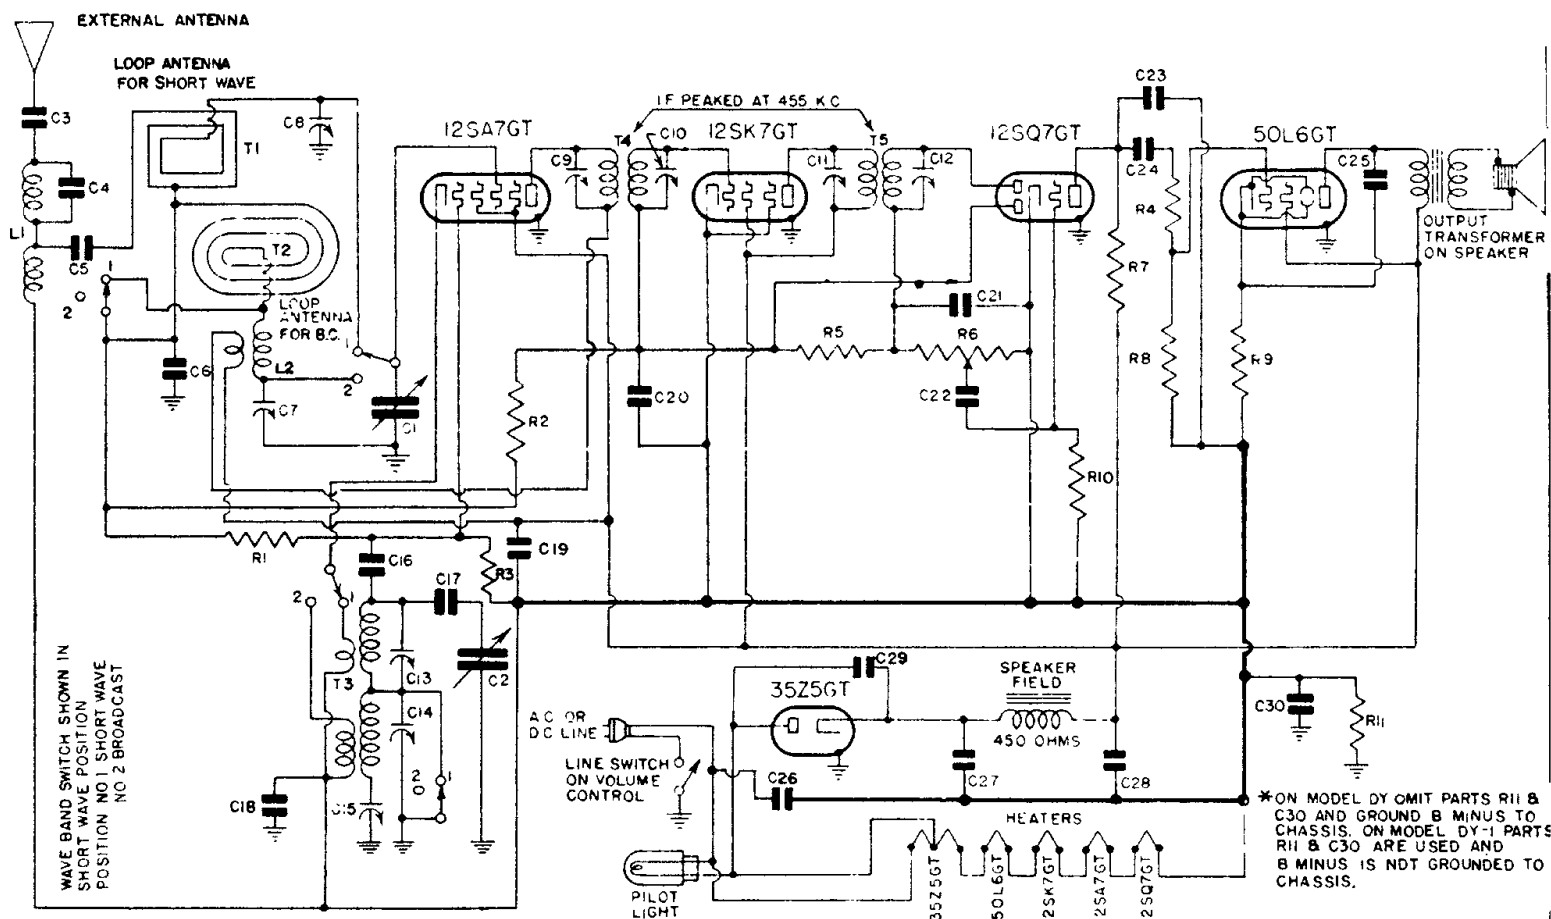 EXTERNAL ANTENNA
LOOP ANTENNA
FOR SHORT WAVE
C3
C8
T1
C4
L1
C5
1
2
T2
LOOP
ANTENNA
FOR B.C.
1
2
C6
L2
C7
C1
12SA7GT
IF PEAKED AT 455 KC
T4
C9
C10
12SK7GT
C11
T5
C12
12SQ7GT
C23
C24
R4
50L6GT
C25
OUTPUT
TRANSFORMER
ON SPEAKER
R7
C21
R5
R6
R8
R9
R2
C20
C22
R10
R1
C16
R3
C19
C17
2
1
T3
C13
C2
C14
2
1
C18
C15
WAVE BAND SWITCH SHOWN IN
SHORT WAVE POSITION
POSITION NO 1 SHORT WAVE
NO 2 BROADCAST
A.C. OR
D.C. LINE
LINE SWITCH
ON VOLUME
CONTROL
PILOT
LIGHT
35Z5GT
C29
SPEAKER
FIELD
450 OHMS
C26
C27
C28
C30
R11
HEATERS
35Z5GT
50L6GT
12SK7GT
12SA7GT
12SQ7GT
*ON MODEL DY OMIT PARTS R11 &
C30 AND GROUND B MINUS TO
CHASSIS. ON MODEL DY-1 PARTS
R11 & C30 ARE USED AND
B MINUS IS NOT GROUNDED TO
CHASSIS.